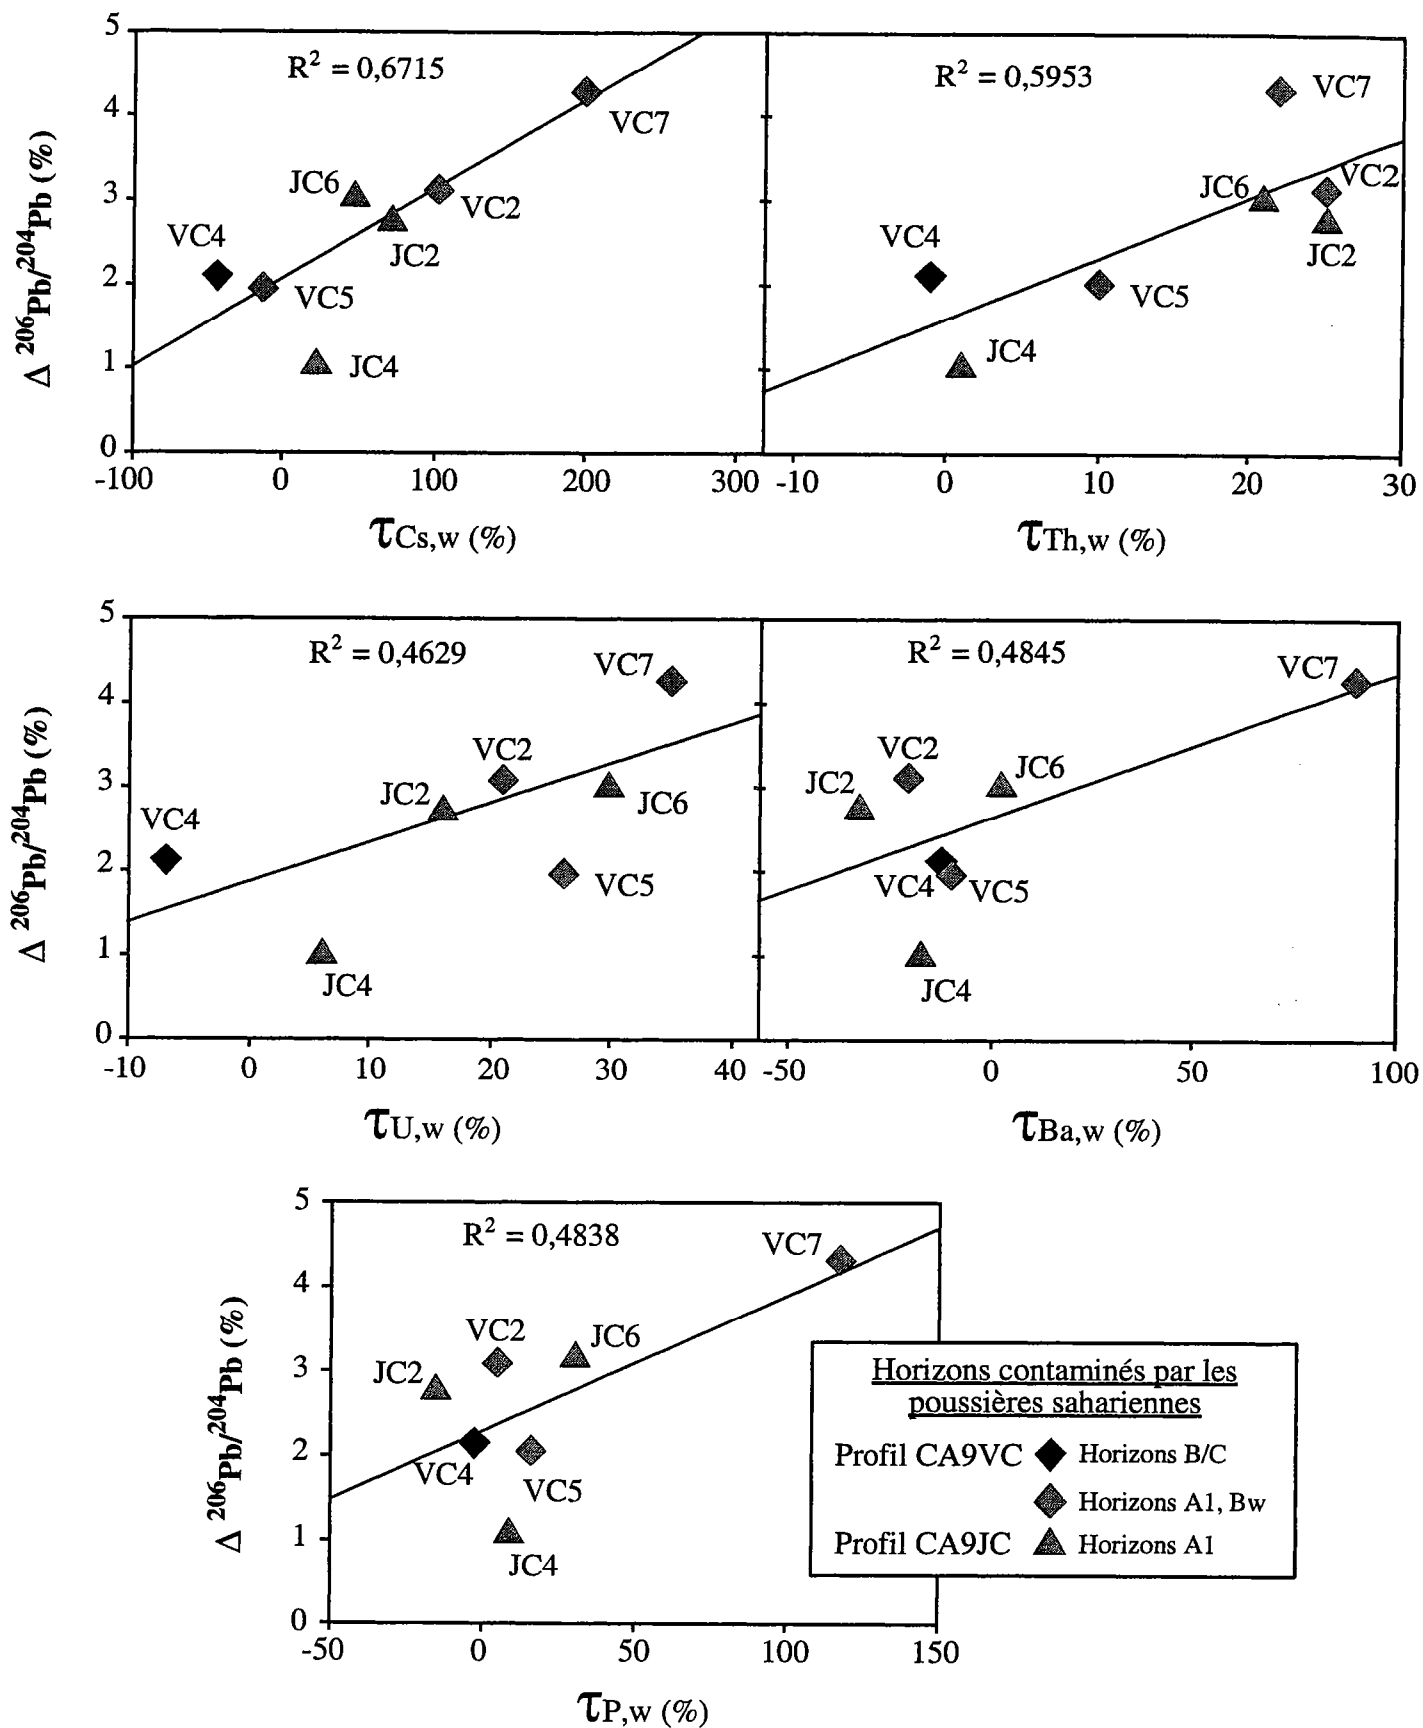 5
4
3
2
1
0
Δ ²⁰⁶Pb/²⁰⁴Pb (%)
R² = 0,6715
VC7
JC6
VC2
VC4
JC2
VC5
JC4
-100
0
100
200
300
τCs,w (%)
R² = 0,5953
VC7
VC2
JC6
VC4
JC2
VC5
JC4
-10
0
10
20
30
τTh,w (%)
5
4
3
2
1
0
Δ ²⁰⁶Pb/²⁰⁴Pb (%)
R² = 0,4629
VC7
VC2
JC2
JC6
VC4
VC5
JC4
-10
0
10
20
30
40
τU,w (%)
R² = 0,4845
VC7
VC2
JC6
JC2
VC4
VC5
JC4
-50
0
50
100
τBa,w (%)
5
4
3
2
1
0
Δ ²⁰⁶Pb/²⁰⁴Pb (%)
R² = 0,4838
VC7
VC2
JC6
JC2
VC4
VC5
JC4
-50
0
50
100
150
τP,w (%)
Horizons contaminés par les
poussières sahariennes
Profil CA9VC Horizons B/C
Horizons A1, Bw
Profil CA9JC Horizons A1